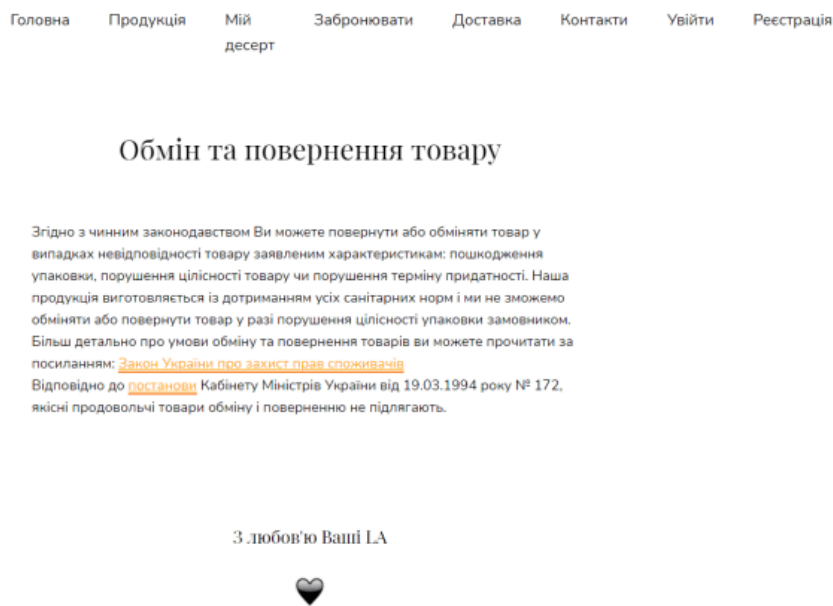 Головна Продукція Мій десерт Забронювати Доставка Контакти Увійти Реєстрація
Обмін та повернення товару
Згідно з чинним законодавством Ви можете повернути або обміняти товар у
випадках невідповідності товару заявленим характеристикам: пошкодження
упаковки, порушення цілісності товару чи порушення терміну придатності. Наша
продукція виготовляється із дотриманням усіх санітарних норм і ми не зможемо
обміняти або повернути товар у разі порушення цілісності упаковки замовником.
Більш детально про умови обміну та повернення товарів ви можете прочитати за
посиланням: Закон України про захист прав споживачів
Відповідно до постанови Кабінету Міністрів України від 19.03.1994 року № 172,
якісні продовольчі товари обміну і поверненню не підлягають.
З любов'ю Ваші LA